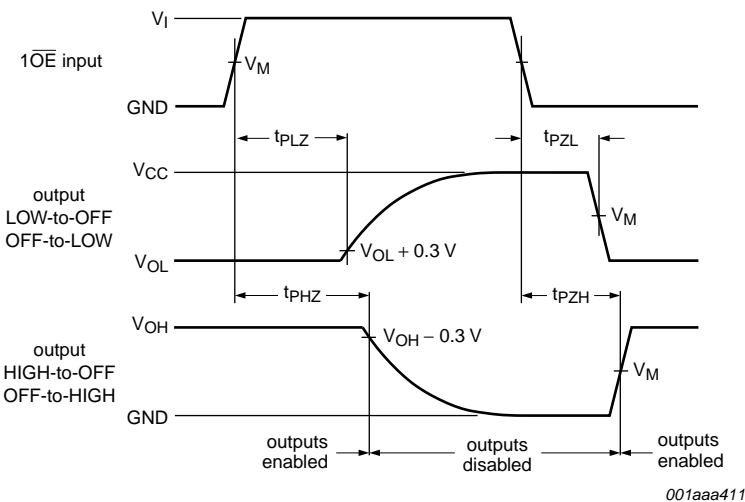 V_I
1O̅E̅ input
V_M
GND
t_PLZ
t_PZL
V_CC
output
LOW-to-OFF
OFF-to-LOW
V_M
V_OL + 0.3 V
V_OL
t_PHZ
t_PZH
V_OH
V_OH − 0.3 V
output
HIGH-to-OFF
OFF-to-HIGH
V_M
GND
outputs
enabled
outputs
disabled
outputs
enabled
001aaa411